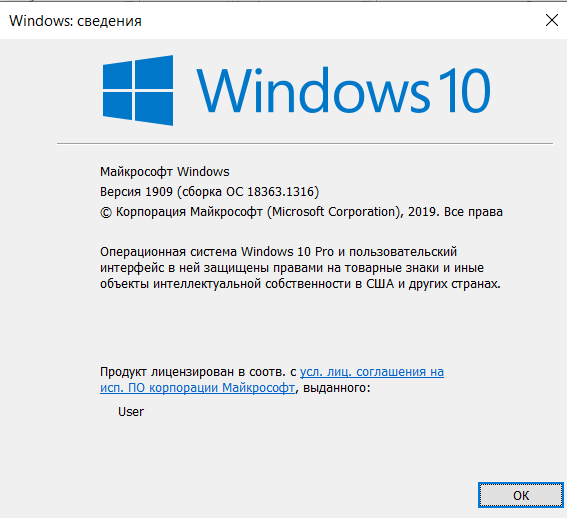 Windows: сведения
Windows 10
Майкрософт Windows
Версия 1909 (сборка ОС 18363.1316)
© Корпорация Майкрософт (Microsoft Corporation), 2019. Все права
Операционная система Windows 10 Pro и пользовательский
интерфейс в ней защищены правами на товарные знаки и иные
объекты интеллектуальной собственности в США и других странах.
Продукт лицензирован в соотв. с усл. лиц. соглашения на
исп. ПО корпорации Майкрософт, выданного:
User
ОК